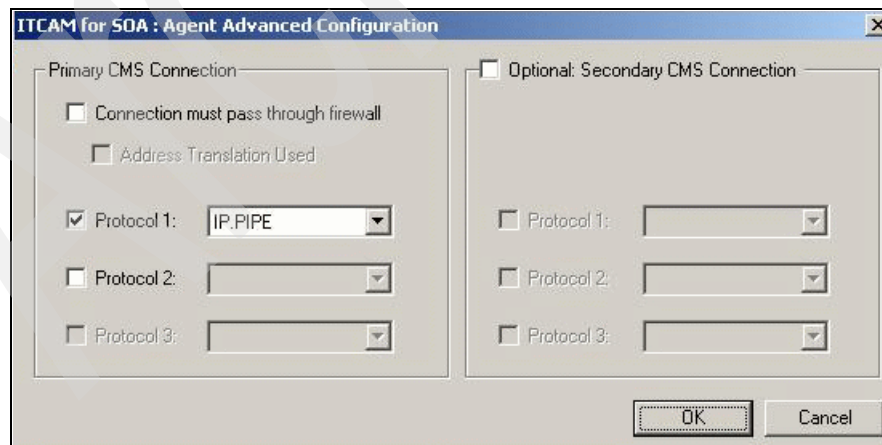 ITCAM for SOA : Agent Advanced Configuration
Primary CMS Connection
Connection must pass through firewall
Address Translation Used
Protocol 1: IP.PIPE
Protocol 2:
Protocol 3:
Optional: Secondary CMS Connection
Protocol 1:
Protocol 2:
Protocol 3:
OK
Cancel